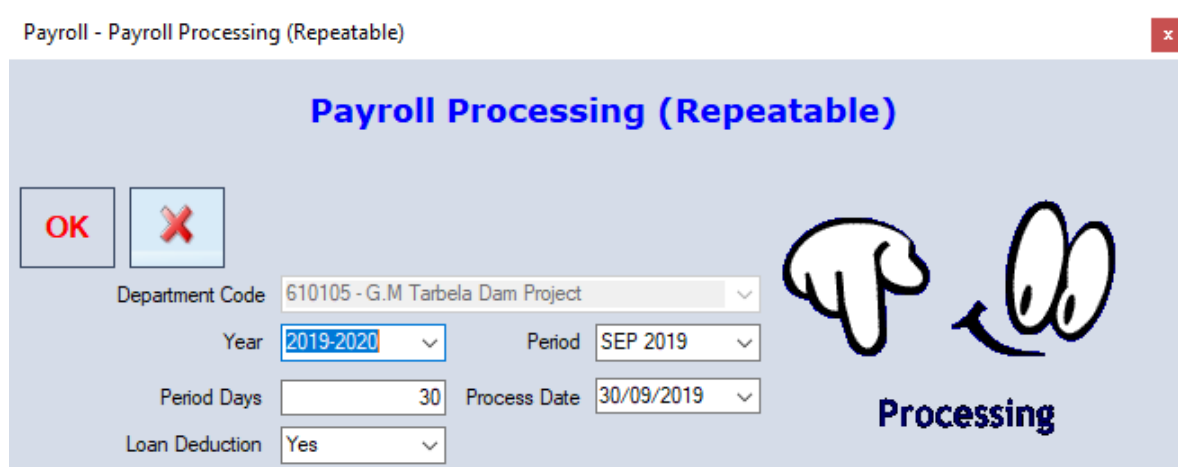 Payroll - Payroll Processing (Repeatable)
x
Payroll Processing (Repeatable)
OK
Department Code 610105 - G.M Tarbela Dam Project
Year 2019-2020 Period SEP 2019
Period Days 30 Process Date 30/09/2019
Loan Deduction Yes
Processing